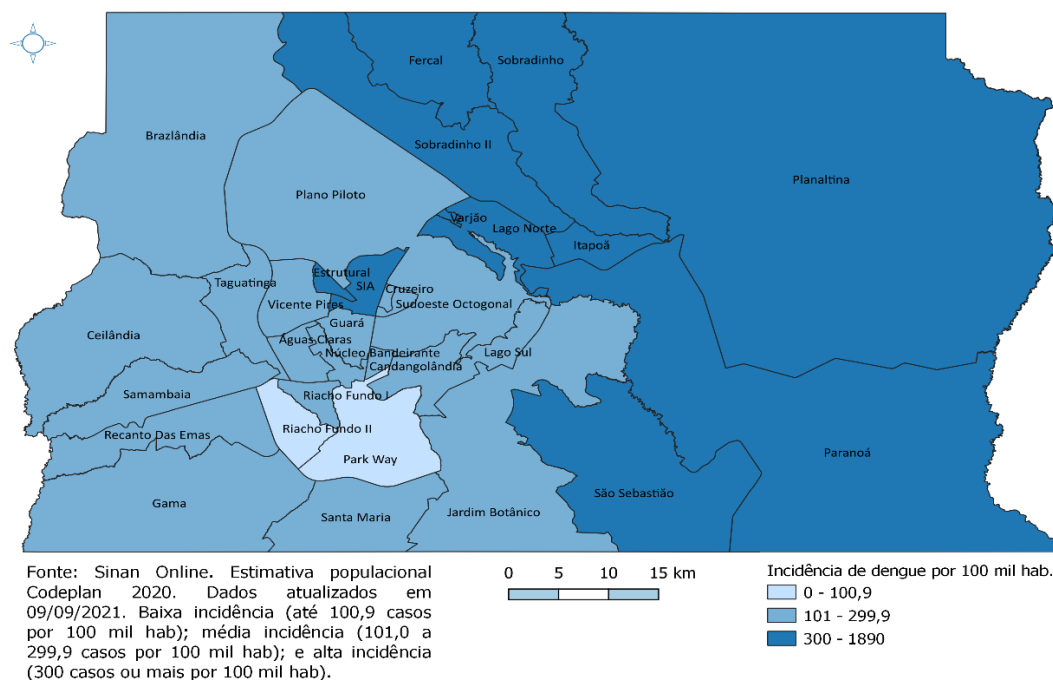 Fercal
Sobradinho
Brazlândia
Sobradinho II
Planaltina
Plano Piloto
Varjão
Lago Norte
Itapoã
Estrutural
SIA
Taguatinga
Cruzeiro
Vicente Pires
Sudoeste Octogonal
Guará
Ceilândia
Águas Claras
Núcleo Bandeirante
Lago Sul
Candangolândia
Samambaia
Riacho Fundo I
Recanto Das Emas
Riacho Fundo II
Park Way
Paranoá
São Sebastião
Gama
Santa Maria
Jardim Botânico
Fonte: Sinan Online. Estimativa populacional
Codeplan 2020. Dados atualizados em
09/09/2021. Baixa incidência (até 100,9 casos
por 100 mil hab); média incidência (101,0 a
299,9 casos por 100 mil hab); e alta incidência
(300 casos ou mais por 100 mil hab).
0 5 10 15 km
Incidência de dengue por 100 mil hab.
0 - 100,9
101 - 299,9
300 - 1890